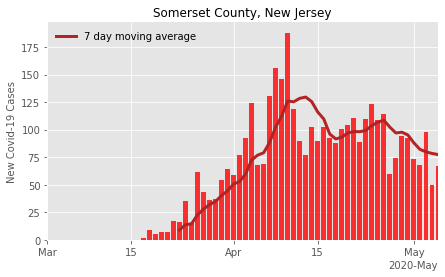 Somerset County, New Jersey
7 day moving average
New Covid-19 Cases
175
150
125
100
75
50
25
0
Mar
15
Apr
15
May
2020-May